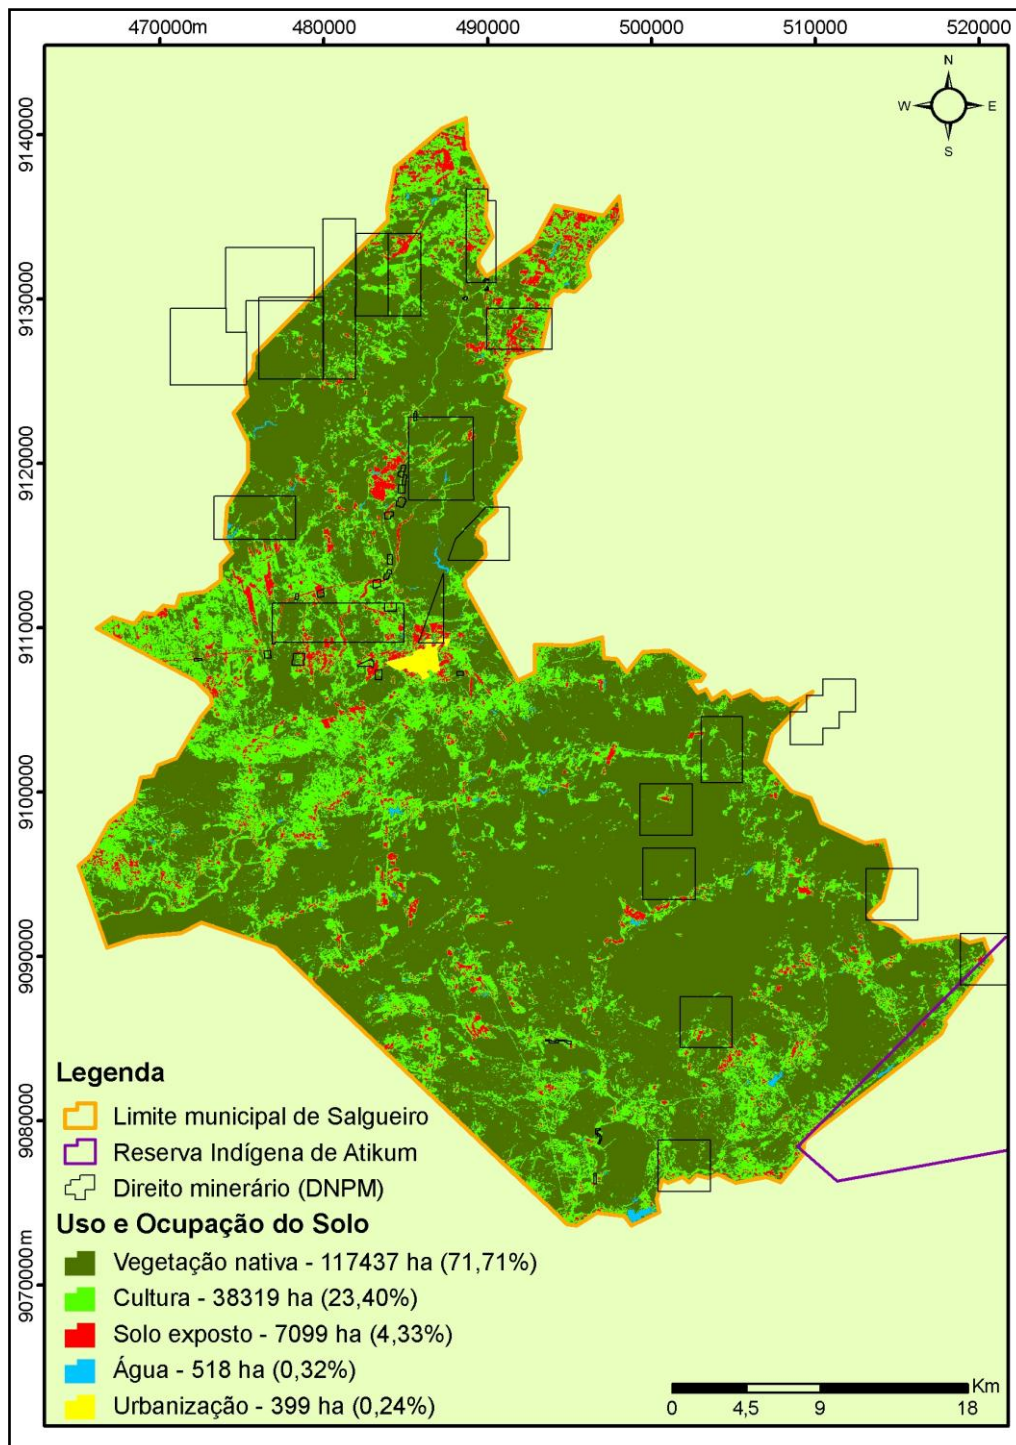 470000m 480000 490000 500000 510000 520000
N
W E
S
9140000
9130000
9120000
9110000
9100000
9090000
9080000
9070000m
Legenda
Limite municipal de Salgueiro
Reserva Indígena de Atikum
Direito minerário (DNPM)
Uso e Ocupação do Solo
Vegetação nativa - 117437 ha (71,71%)
Cultura - 38319 ha (23,40%)
Solo exposto - 7099 ha (4,33%)
Água - 518 ha (0,32%)
Urbanização - 399 ha (0,24%)
Km
0 4,5 9 18